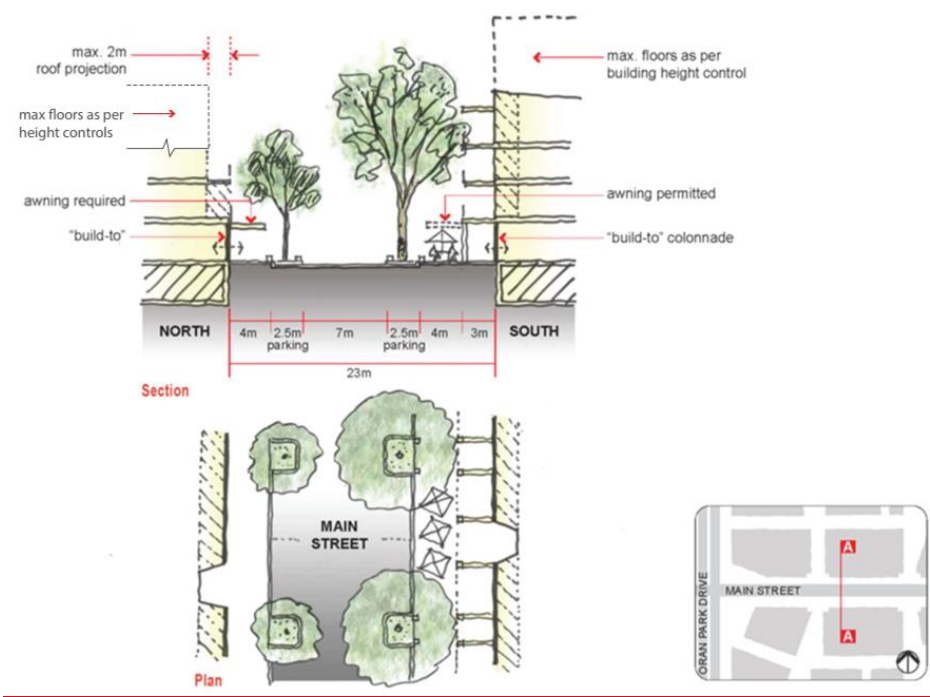 max. 2m
roof projection
max. floors as per
building height control
max floors as per
height controls
awning required
awning permitted
"build-to"
"build-to" colonnade
NORTH
4m
2.5m
parking
7m
2.5m
parking
4m
3m
SOUTH
23m
Section
MAIN
STREET
Plan
A
MAIN STREET
ORAN PARK DRIVE
A